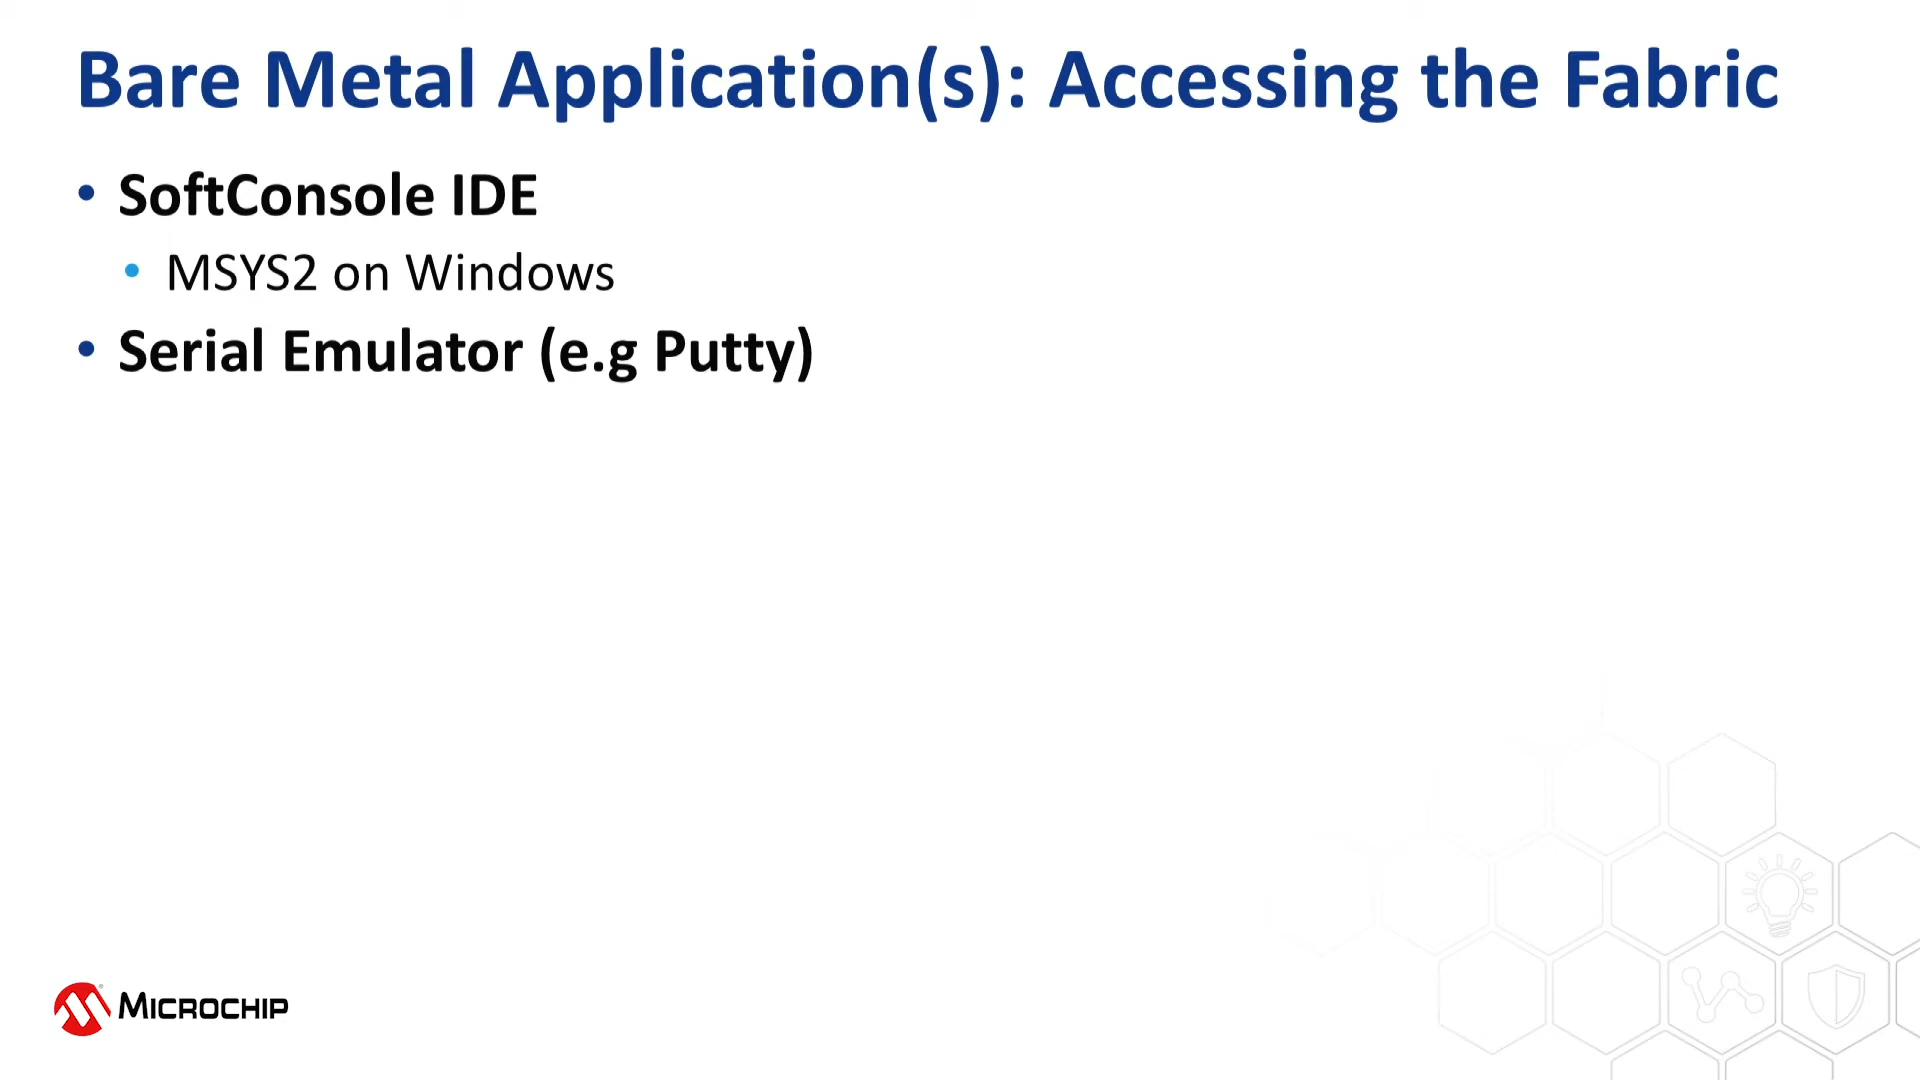 Bare Metal Application(s): Accessing the Fabric
• SoftConsole IDE
• MSYS2 on Windows
• Serial Emulator (e.g Putty)
MICROCHIP